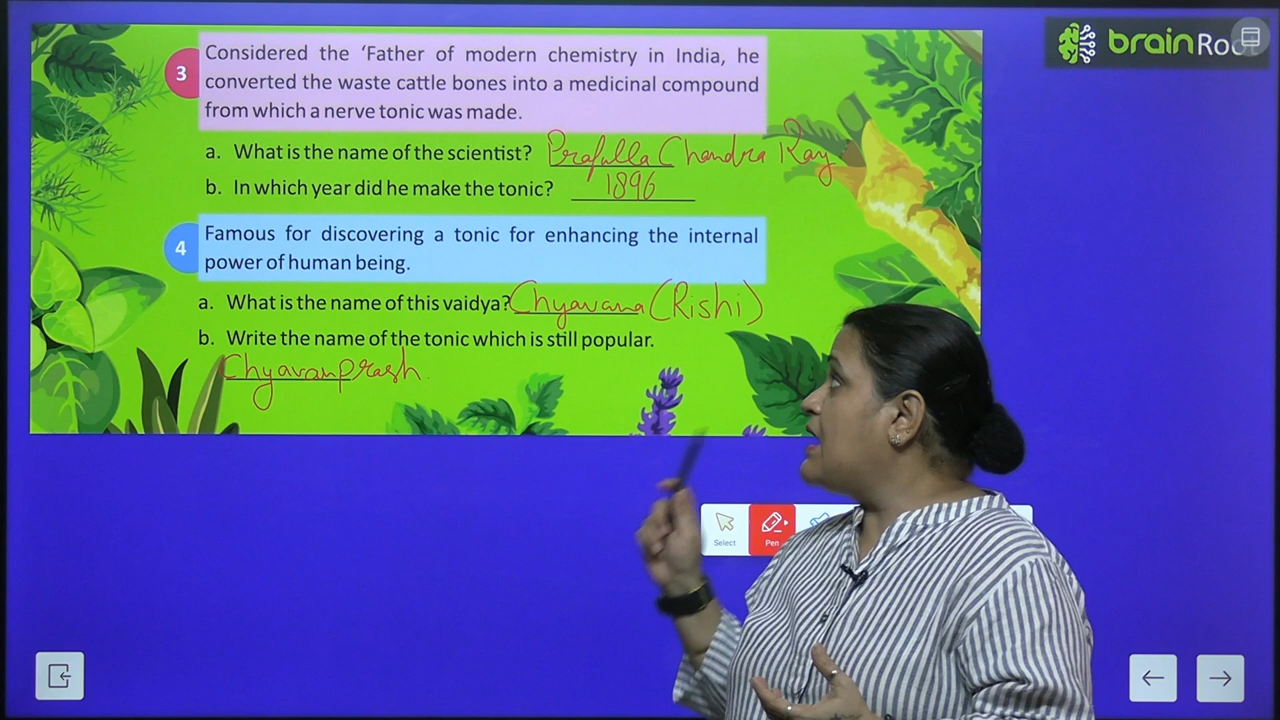 brainRoot
3
Considered the ‘Father of modern chemistry in India, he
converted the waste cattle bones into a medicinal compound
from which a nerve tonic was made.
a. What is the name of the scientist? Prafulla Chandra Ray
b. In which year did he make the tonic? 1896
4
Famous for discovering a tonic for enhancing the internal
power of human being.
a. What is the name of this vaidya? Chyavana (Rishi)
b. Write the name of the tonic which is still popular.
Chyavanprash.
Select
Pen